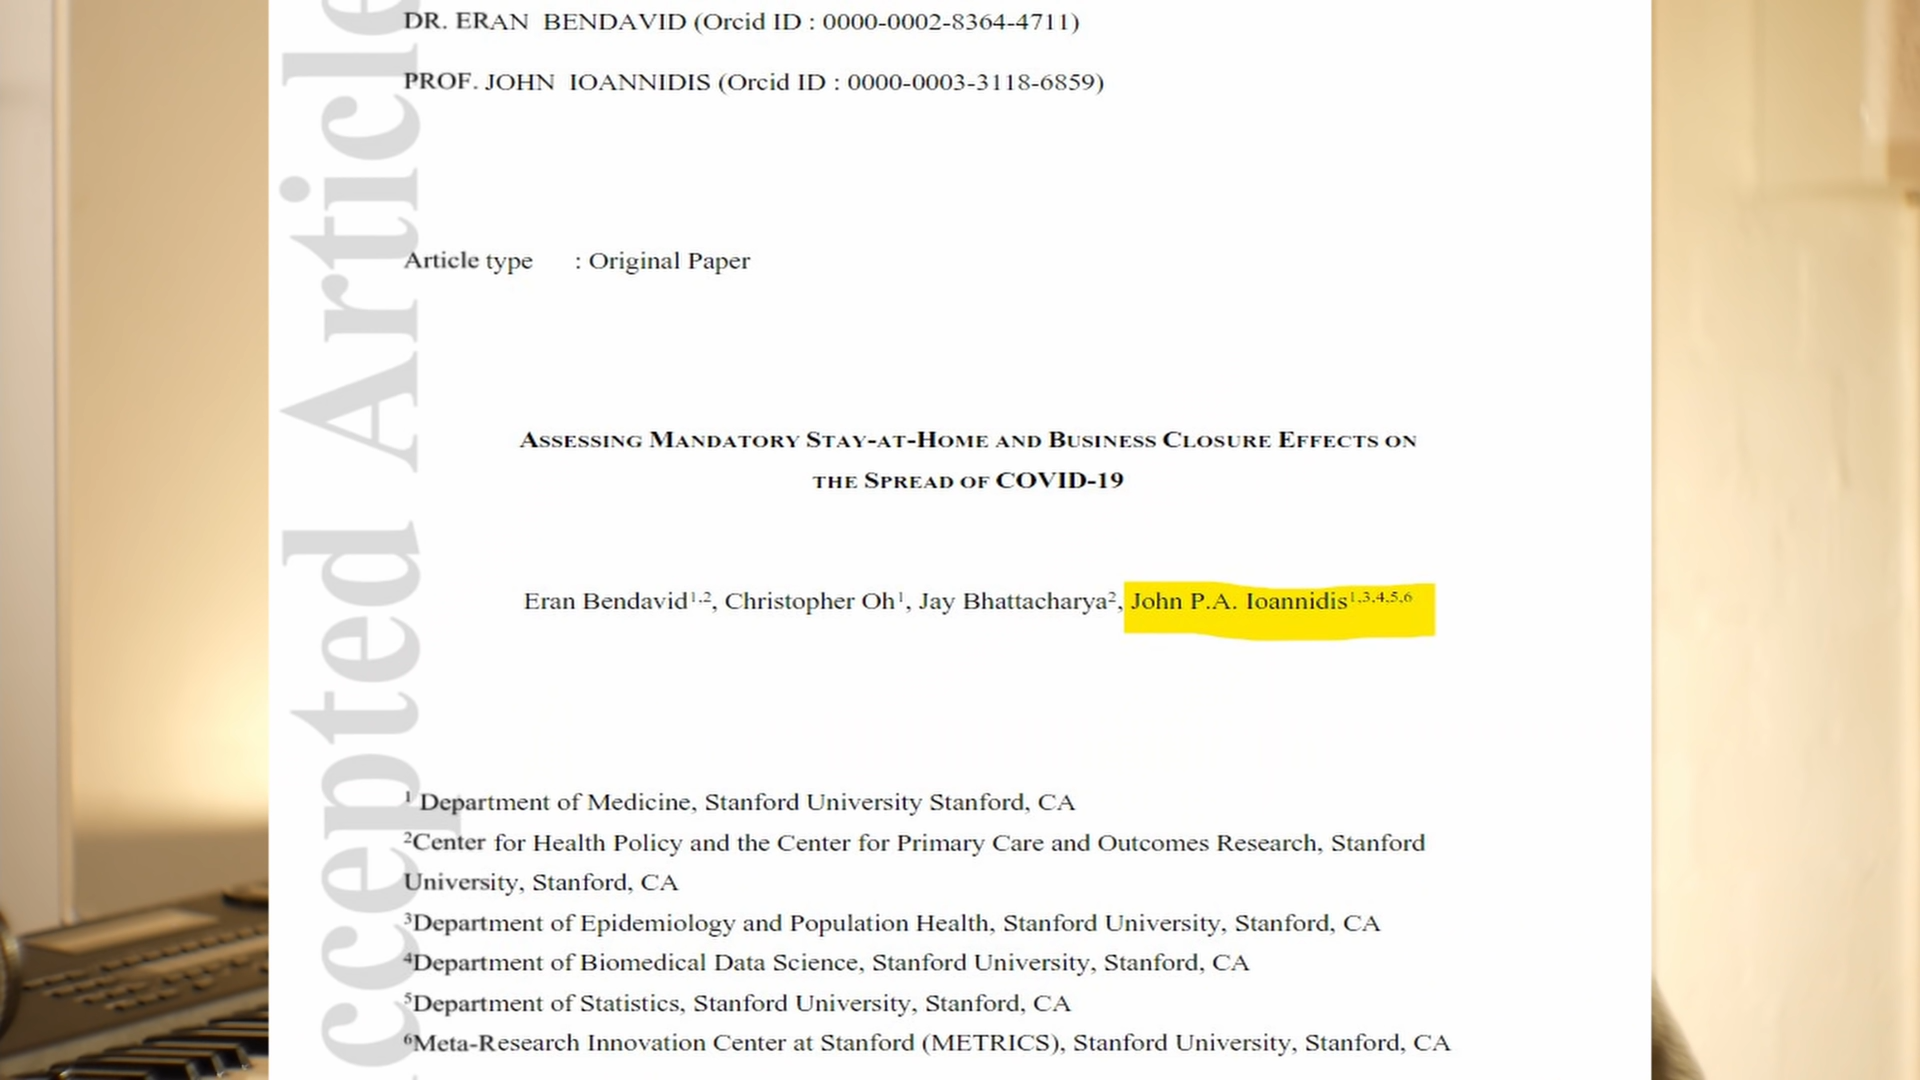 DR. ERAN BENDAVID (Orcid ID : 0000-0002-8364-4711)
PROF. JOHN IOANNIDIS (Orcid ID : 0000-0003-3118-6859)
Article type : Original Paper
ASSESSING MANDATORY STAY-AT-HOME AND BUSINESS CLOSURE EFFECTS ON
THE SPREAD OF COVID-19
Eran Bendavid¹,², Christopher Oh¹, Jay Bhattacharya², John P.A. Ioannidis¹,³,⁴,⁵,⁶
¹ Department of Medicine, Stanford University Stanford, CA
²Center for Health Policy and the Center for Primary Care and Outcomes Research, Stanford
University, Stanford, CA
³Department of Epidemiology and Population Health, Stanford University, Stanford, CA
⁴Department of Biomedical Data Science, Stanford University, Stanford, CA
⁵Department of Statistics, Stanford University, Stanford, CA
⁶Meta-Research Innovation Center at Stanford (METRICS), Stanford University, Stanford, CA
ccepted Article